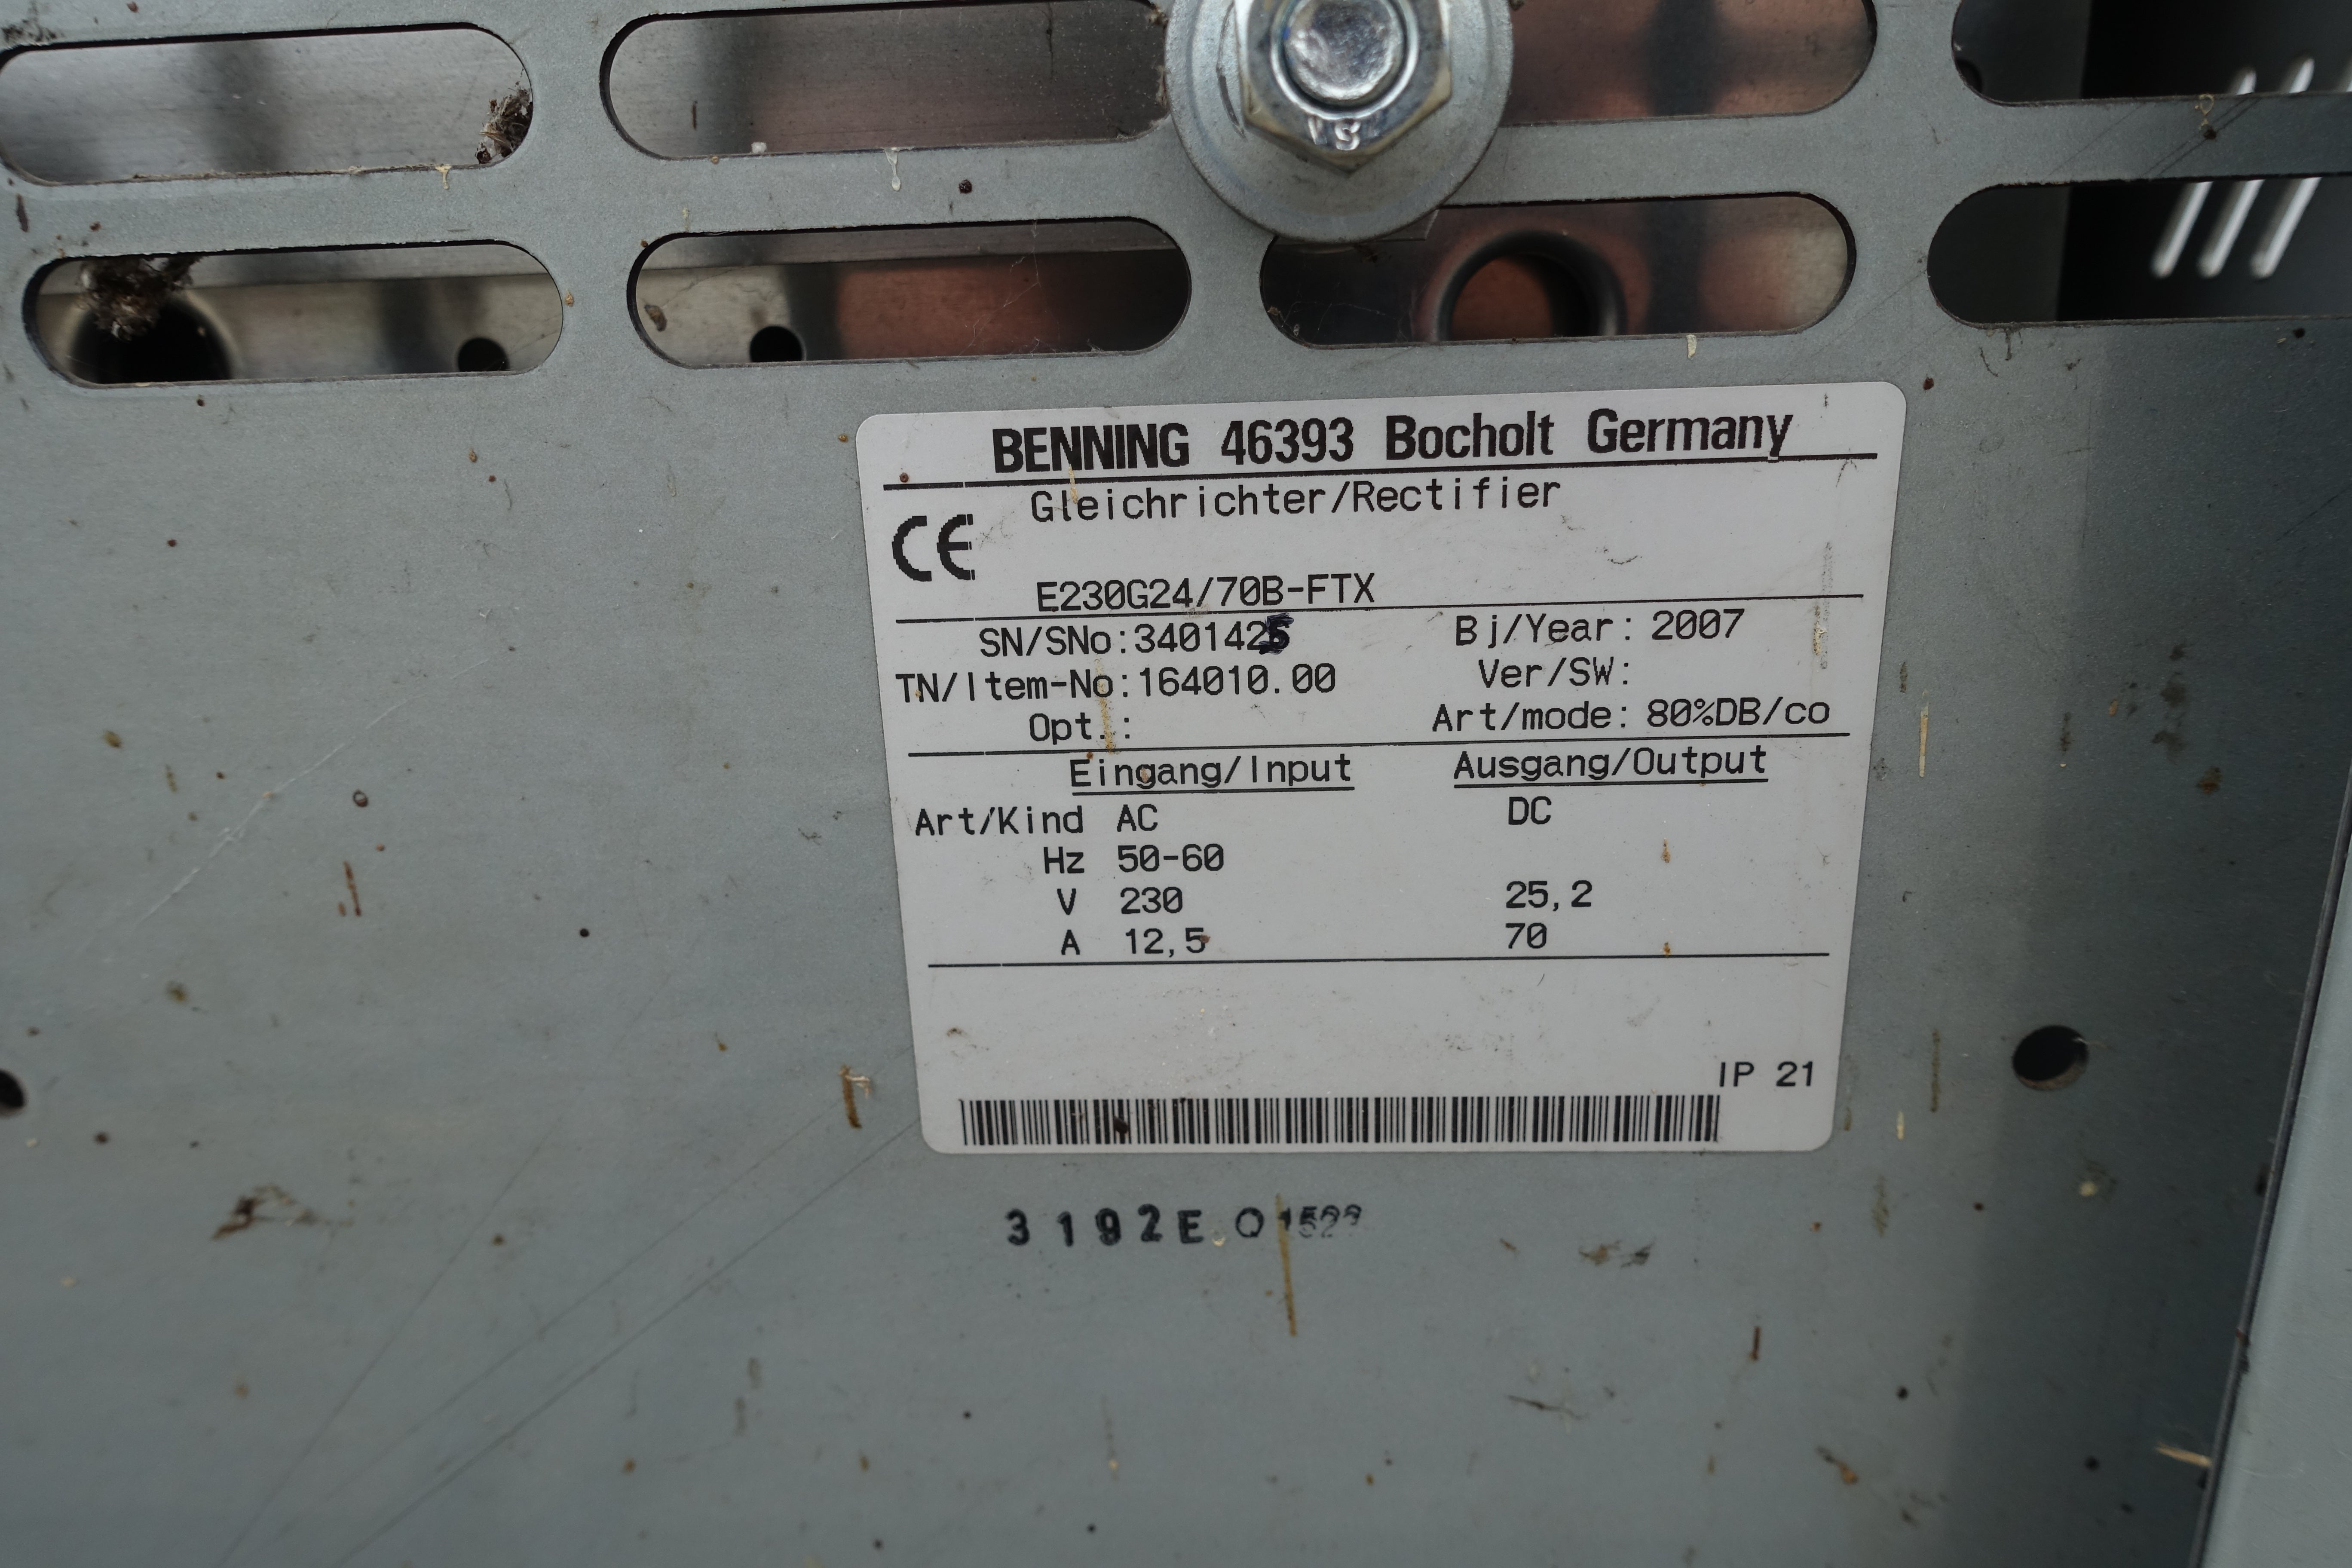 BENNING 46393 Bocholt Germany
Gleichrichter/Rectifier
CE
E230G24/70B-FTX
SN/SNo:3401425 Bj/Year: 2007
TN/Item-No:164010.00 Ver/SW:
Opt.: Art/mode: 80%DB/co
Eingang/Input Ausgang/Output
Art/Kind AC DC
Hz 50-60
V 230 25,2
A 12,5 70
IP 21
3192E